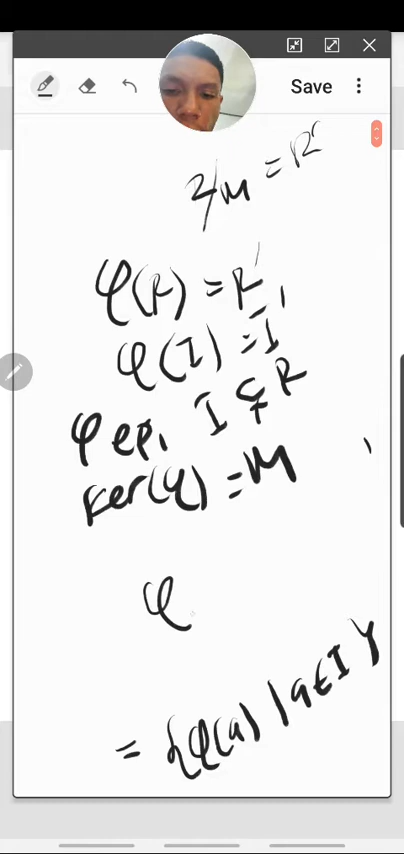 Save
R/M = R'
φ(R) = R'
φ(I) = I'
φ epi I ⊊ R
ker(φ) = M
φ
= {φ(a) | a ∈ I}